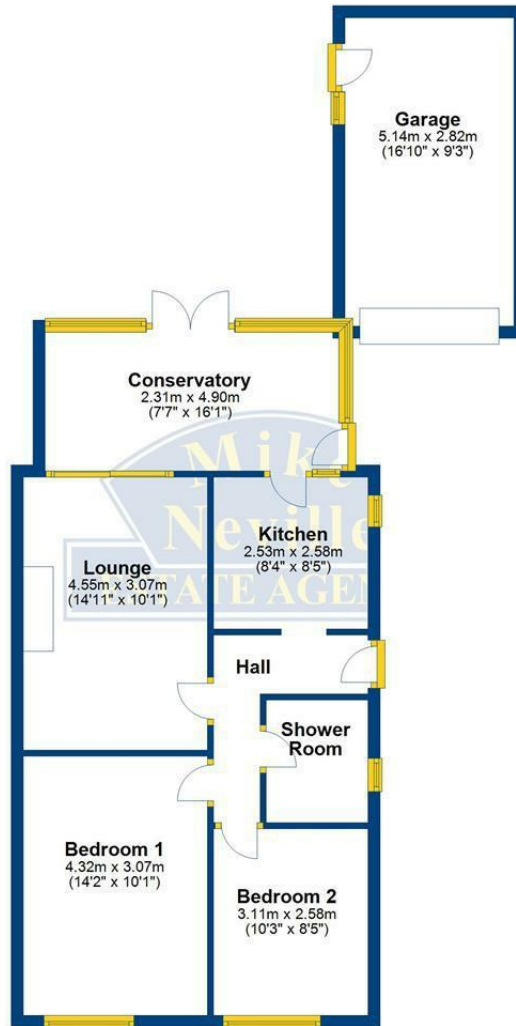 Garage
5.14m x 2.82m
(16'10" x 9'3")
Conservatory
2.31m x 4.90m
(7'7" x 16'1")
Mike
Neville
ESTATE AGEN
Kitchen
2.53m x 2.58m
(8'4" x 8'5")
Lounge
4.55m x 3.07m
(14'11" x 10'1")
Hall
Shower
Room
Bedroom 1
4.32m x 3.07m
(14'2" x 10'1")
Bedroom 2
3.11m x 2.58m
(10'3" x 8'5")